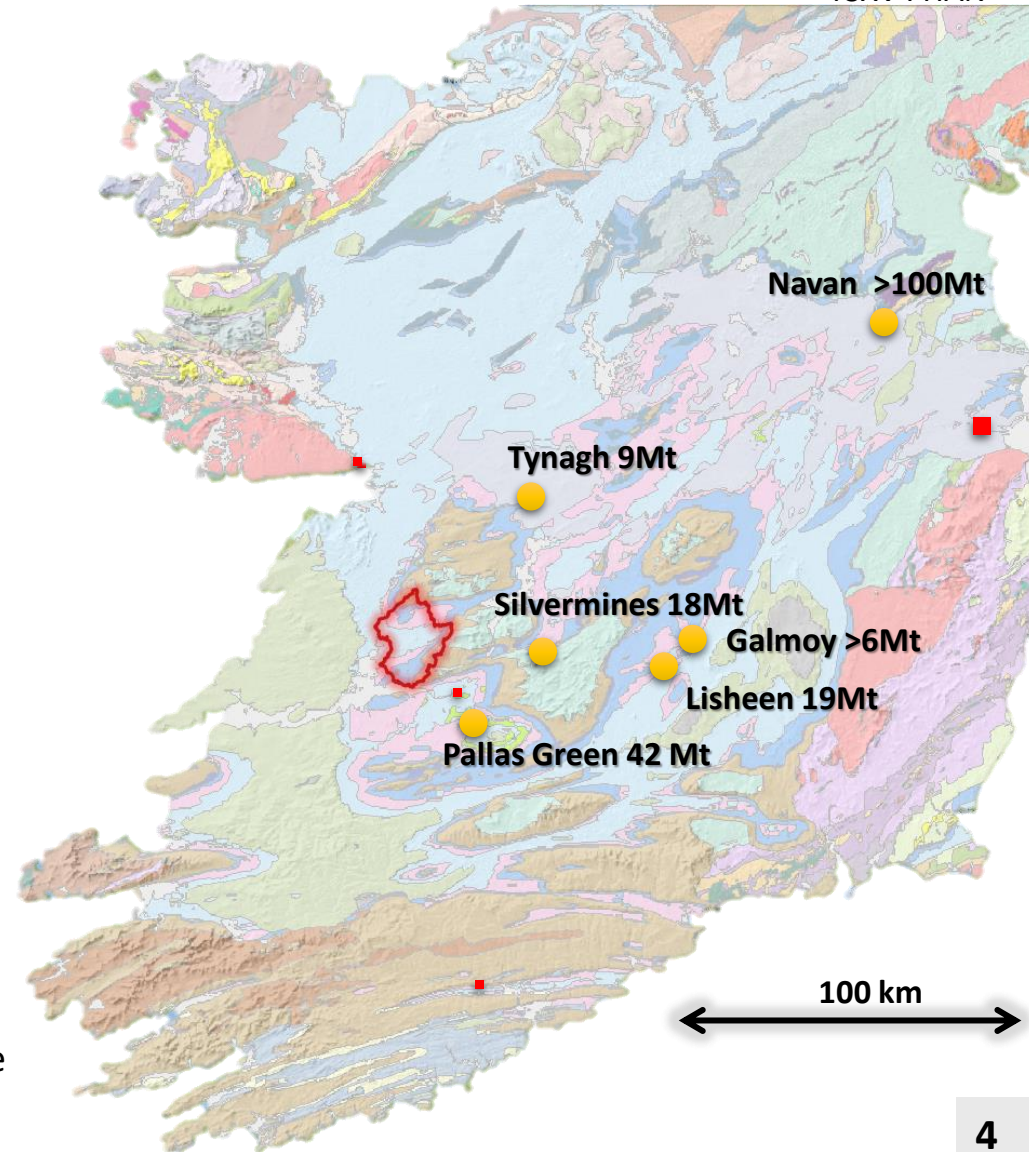 Navan >100Mt
Tynagh 9Mt
Silvermines 18Mt
Galmoy >6Mt
Lisheen 19Mt
Pallas Green 42 Mt
100 km
e
4